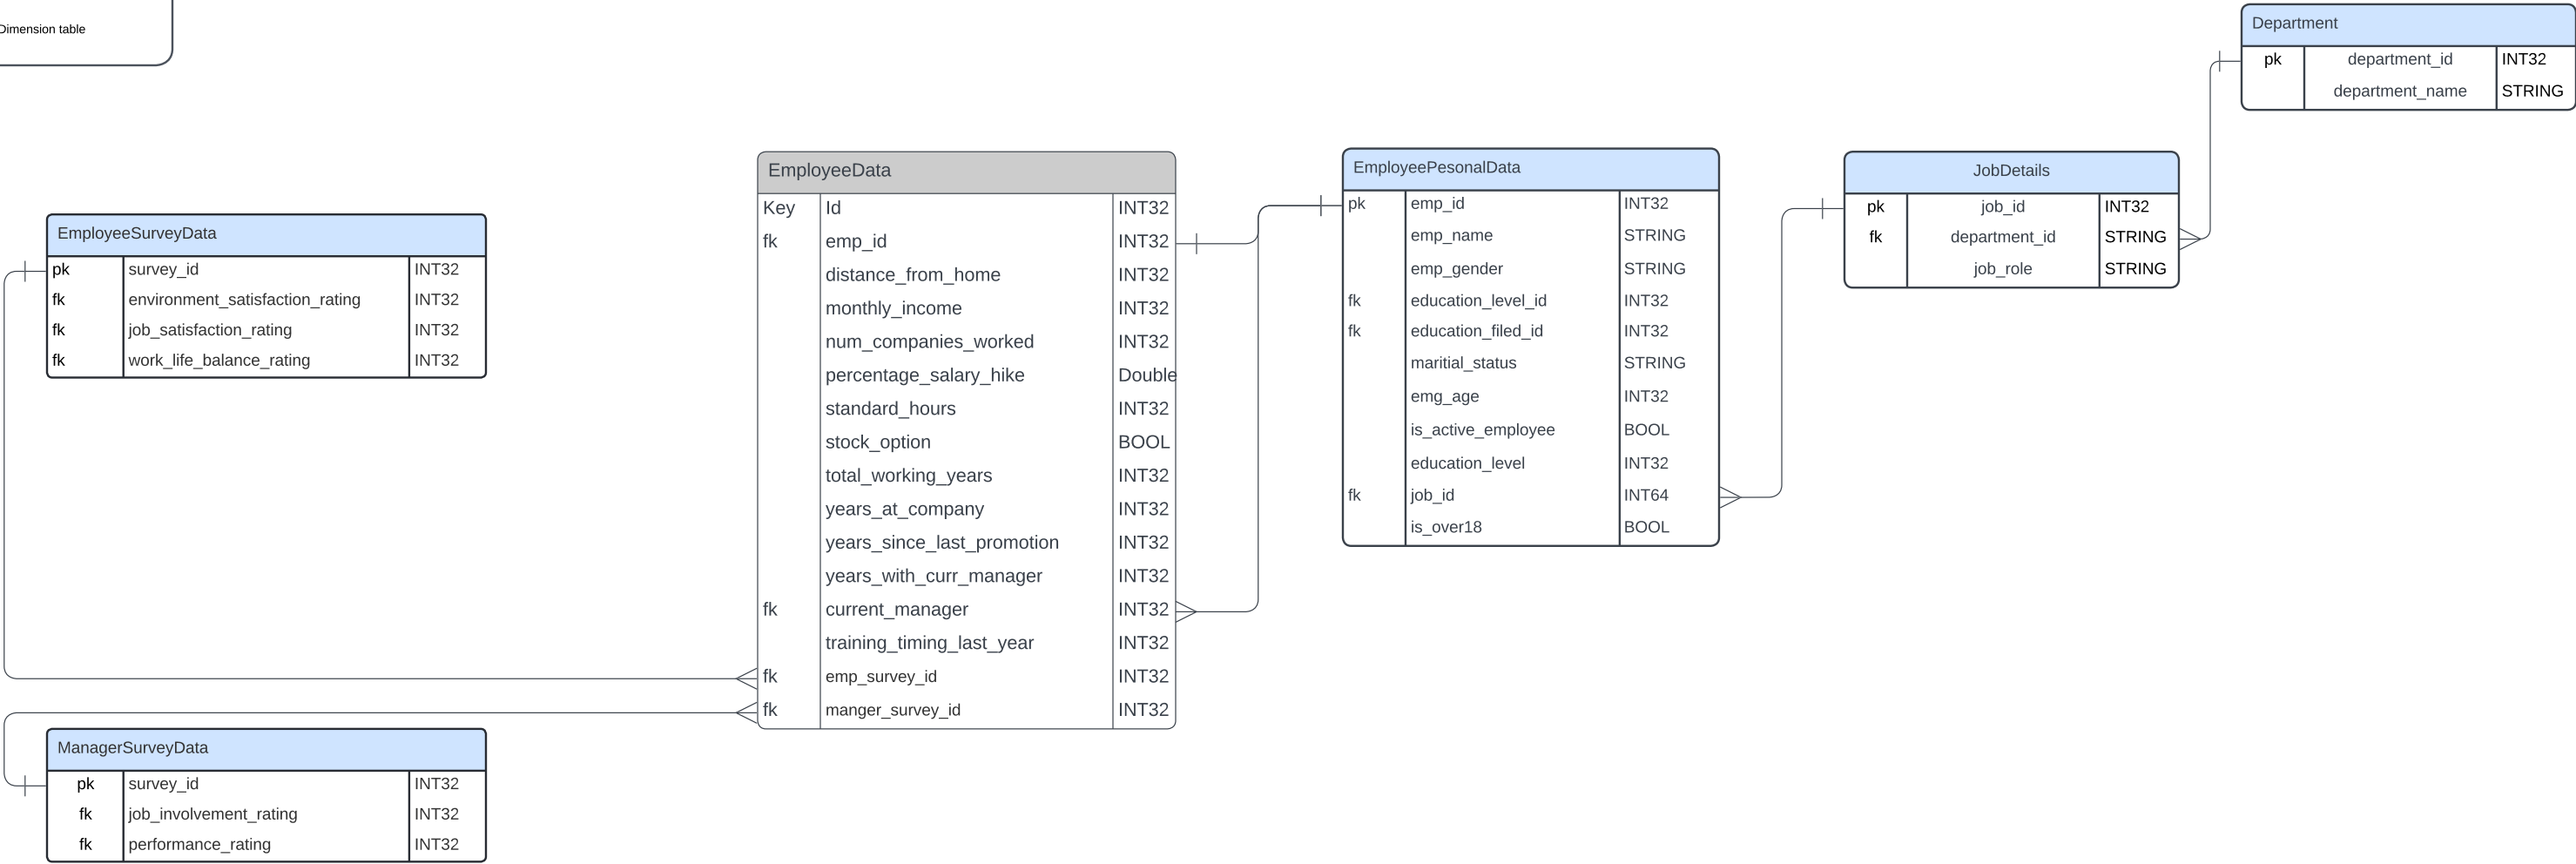 Dimension table
Department
pk department_id INT32
department_name STRING
EmployeeData
Key Id INT32
fk emp_id INT32
distance_from_home INT32
monthly_income INT32
num_companies_worked INT32
percentage_salary_hike Double
standard_hours INT32
stock_option BOOL
total_working_years INT32
years_at_company INT32
years_since_last_promotion INT32
years_with_curr_manager INT32
fk current_manager INT32
training_timing_last_year INT32
fk emp_survey_id INT32
fk manger_survey_id INT32
EmployeePesonalData
pk emp_id INT32
emp_name STRING
emp_gender STRING
fk education_level_id INT32
fk education_filed_id INT32
maritial_status STRING
emg_age INT32
is_active_employee BOOL
education_level INT32
fk job_id INT64
is_over18 BOOL
JobDetails
pk job_id INT32
fk department_id STRING
job_role STRING
EmployeeSurveyData
pk survey_id INT32
fk environment_satisfaction_rating INT32
fk job_satisfaction_rating INT32
fk work_life_balance_rating INT32
ManagerSurveyData
pk survey_id INT32
fk job_involvement_rating INT32
fk performance_rating INT32